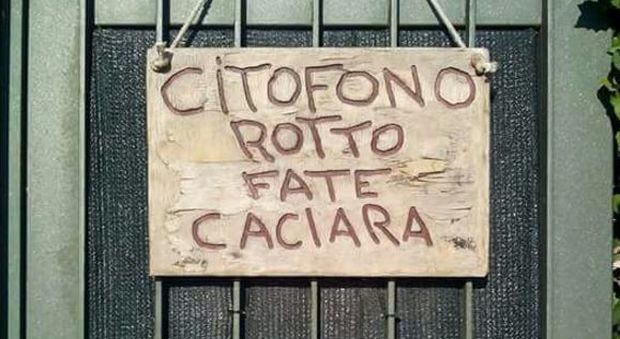 CiTOFONO
ROTTO
FATE
CACIARA